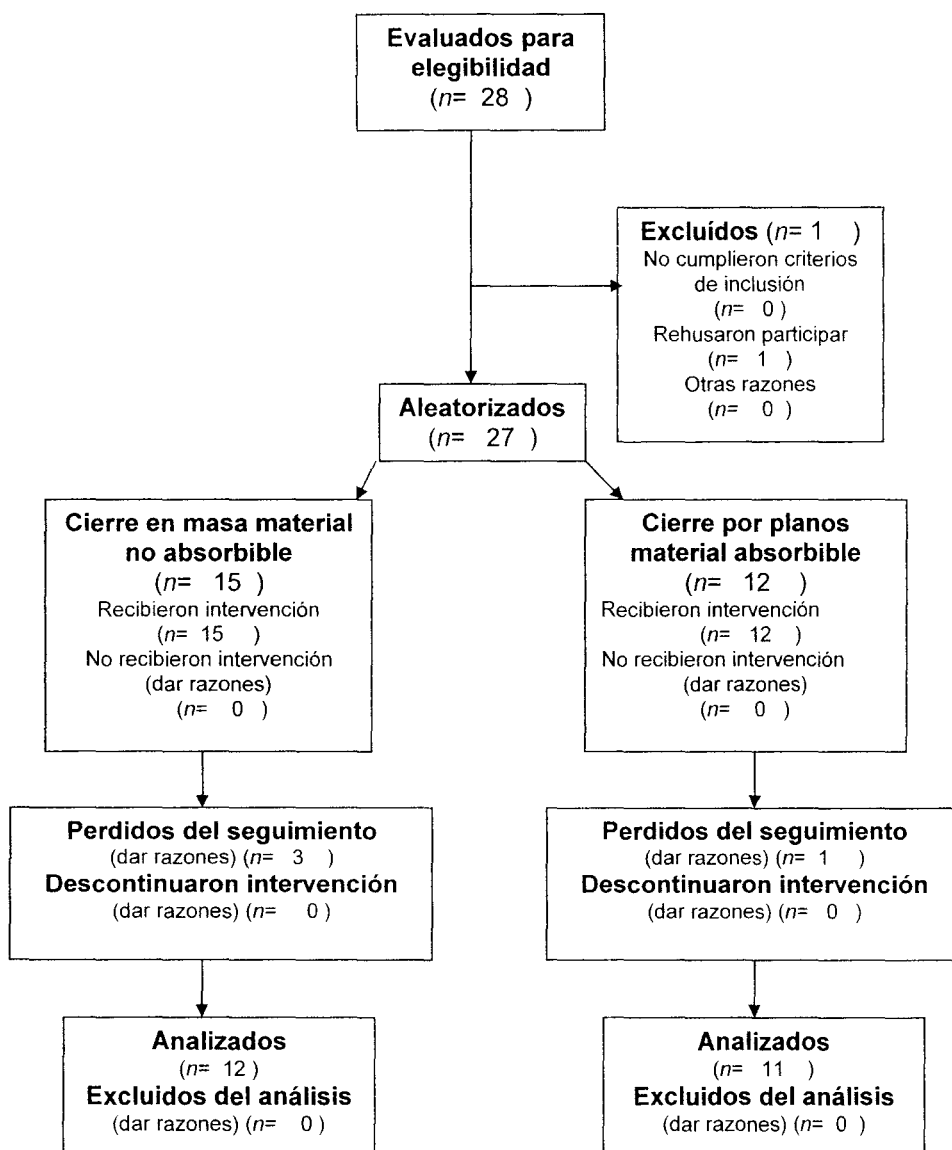 Evaluados para
elegibilidad
(n= 28 )
Excluídos (n= 1 )
No cumplieron criterios
de inclusión
(n= 0 )
Rehusaron participar
(n= 1 )
Otras razones
(n= 0 )
Aleatorizados
(n= 27 )
Cierre en masa material
no absorbible
(n= 15 )
Recibieron intervención
(n= 15 )
No recibieron intervención
(dar razones)
(n= 0 )
Cierre por planos
material absorbible
(n= 12 )
Recibieron intervención
(n= 12 )
No recibieron intervención
(dar razones)
(n= 0 )
Perdidos del seguimiento
(dar razones) (n= 3 )
Descontinuaron intervención
(dar razones) (n= 0 )
Perdidos del seguimiento
(dar razones) (n= 1 )
Descontinuaron intervención
(dar razones) (n= 0 )
Analizados
(n= 12 )
Excluidos del análisis
(dar razones) (n= 0 )
Analizados
(n= 11 )
Excluidos del análisis
(dar razones) (n= 0 )